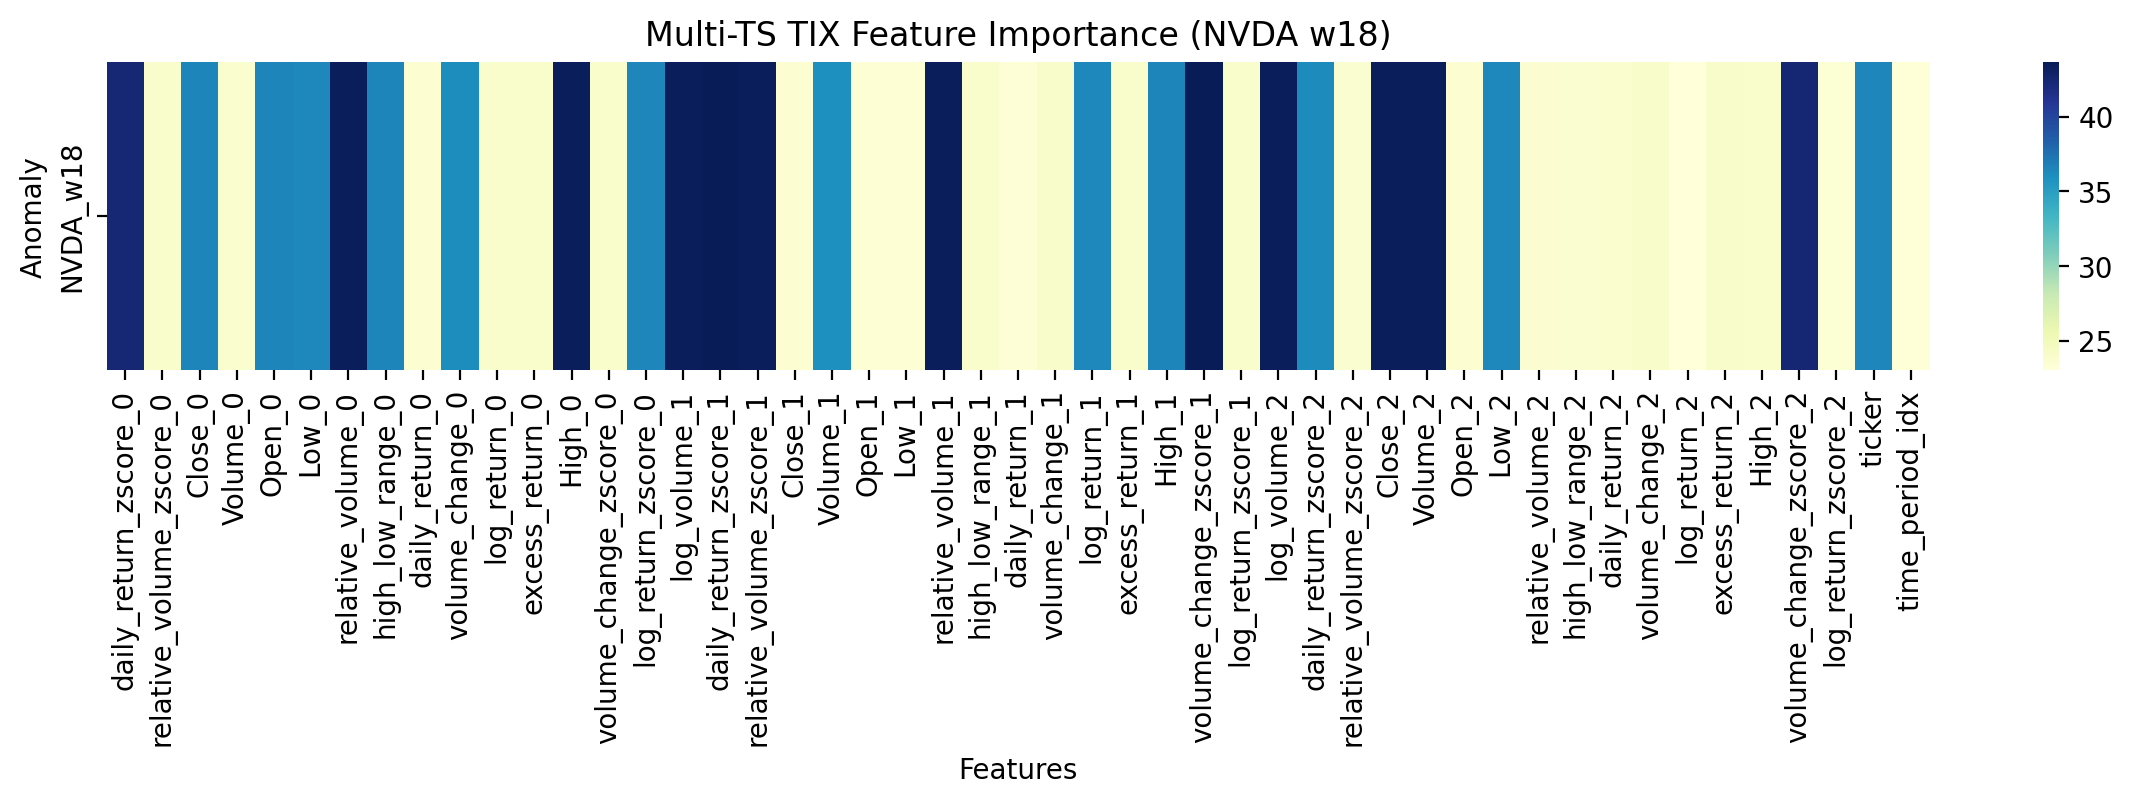 Multi-TS TIX Feature Importance (NVDA w18)
Anomaly
NVDA_w18
40
35
30
25
daily_return_zscore_0
relative_volume_zscore_0
Close_0
Volume_0
Open_0
Low_0
relative_volume_0
high_low_range_0
daily_return_0
volume_change_0
log_return_0
excess_return_0
High_0
volume_change_zscore_0
log_return_zscore_0
log_volume_1
daily_return_zscore_1
relative_volume_zscore_1
Close_1
Volume_1
Open_1
Low_1
relative_volume_1
high_low_range_1
daily_return_1
volume_change_1
log_return_1
excess_return_1
High_1
volume_change_zscore_1
log_return_zscore_1
log_volume_2
daily_return_zscore_2
relative_volume_zscore_2
Close_2
Volume_2
Open_2
Low_2
relative_volume_2
high_low_range_2
daily_return_2
volume_change_2
log_return_2
excess_return_2
High_2
volume_change_zscore_2
log_return_zscore_2
ticker
time_period_idx
Features